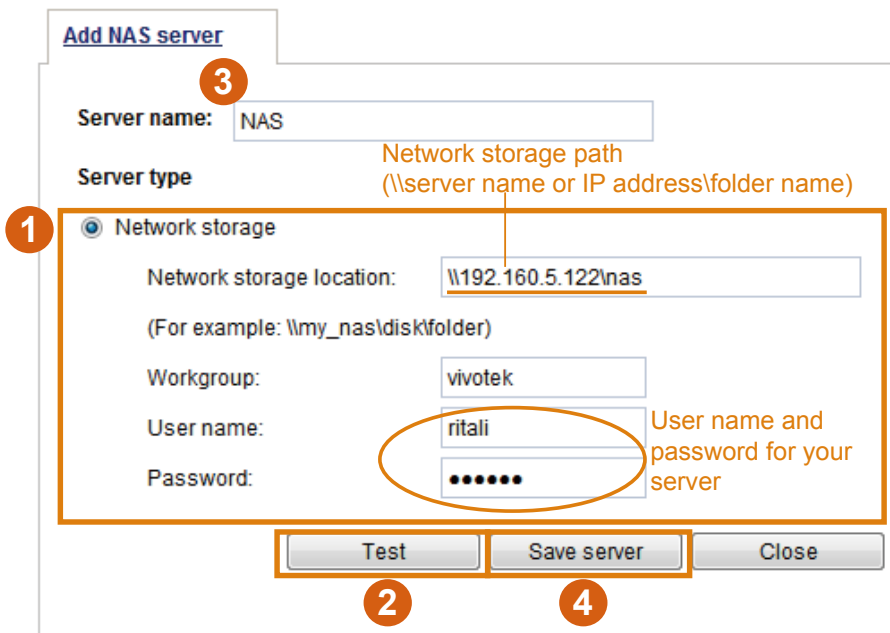 Add NAS server
3
Server name: NAS
Network storage path
(\\server name or IP address\folder name)
Server type
1
Network storage
Network storage location: \\192.160.5.122\nas
(For example: \\my_nas\disk\folder)
Workgroup: vivotek
User name: ritali
User name and
password for your
server
Password: ●●●●●●
Test Save server Close
2 4